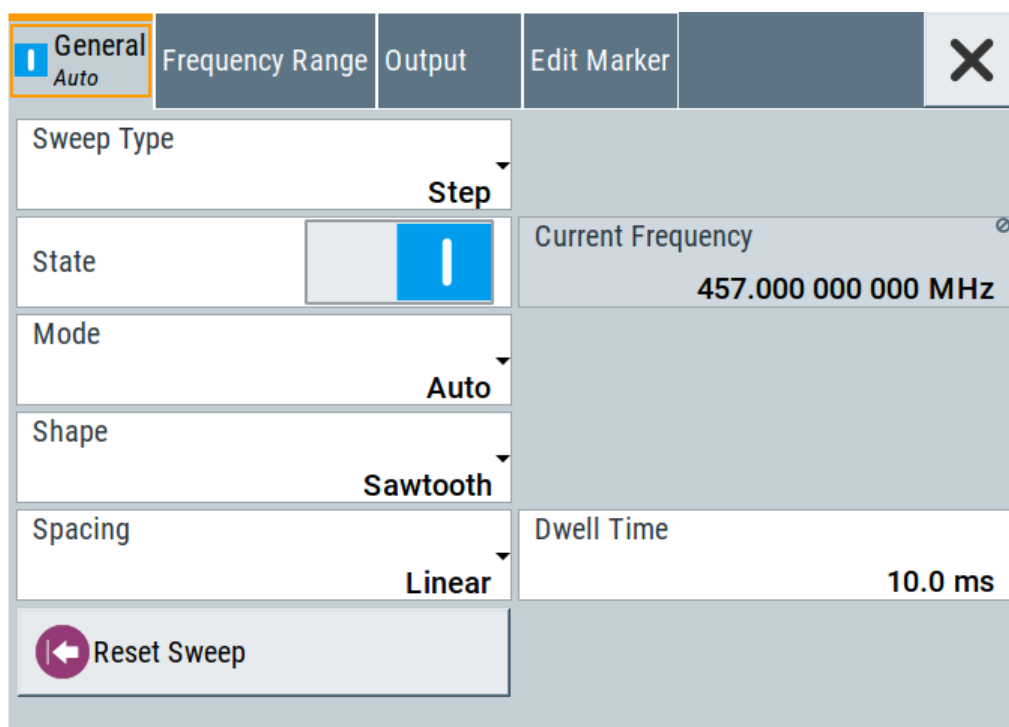 General
Auto
Frequency Range
Output
Edit Marker
Sweep Type
Step
State
Current Frequency
457.000 000 000 MHz
Mode
Auto
Shape
Sawtooth
Spacing
Linear
Dwell Time
10.0 ms
Reset Sweep